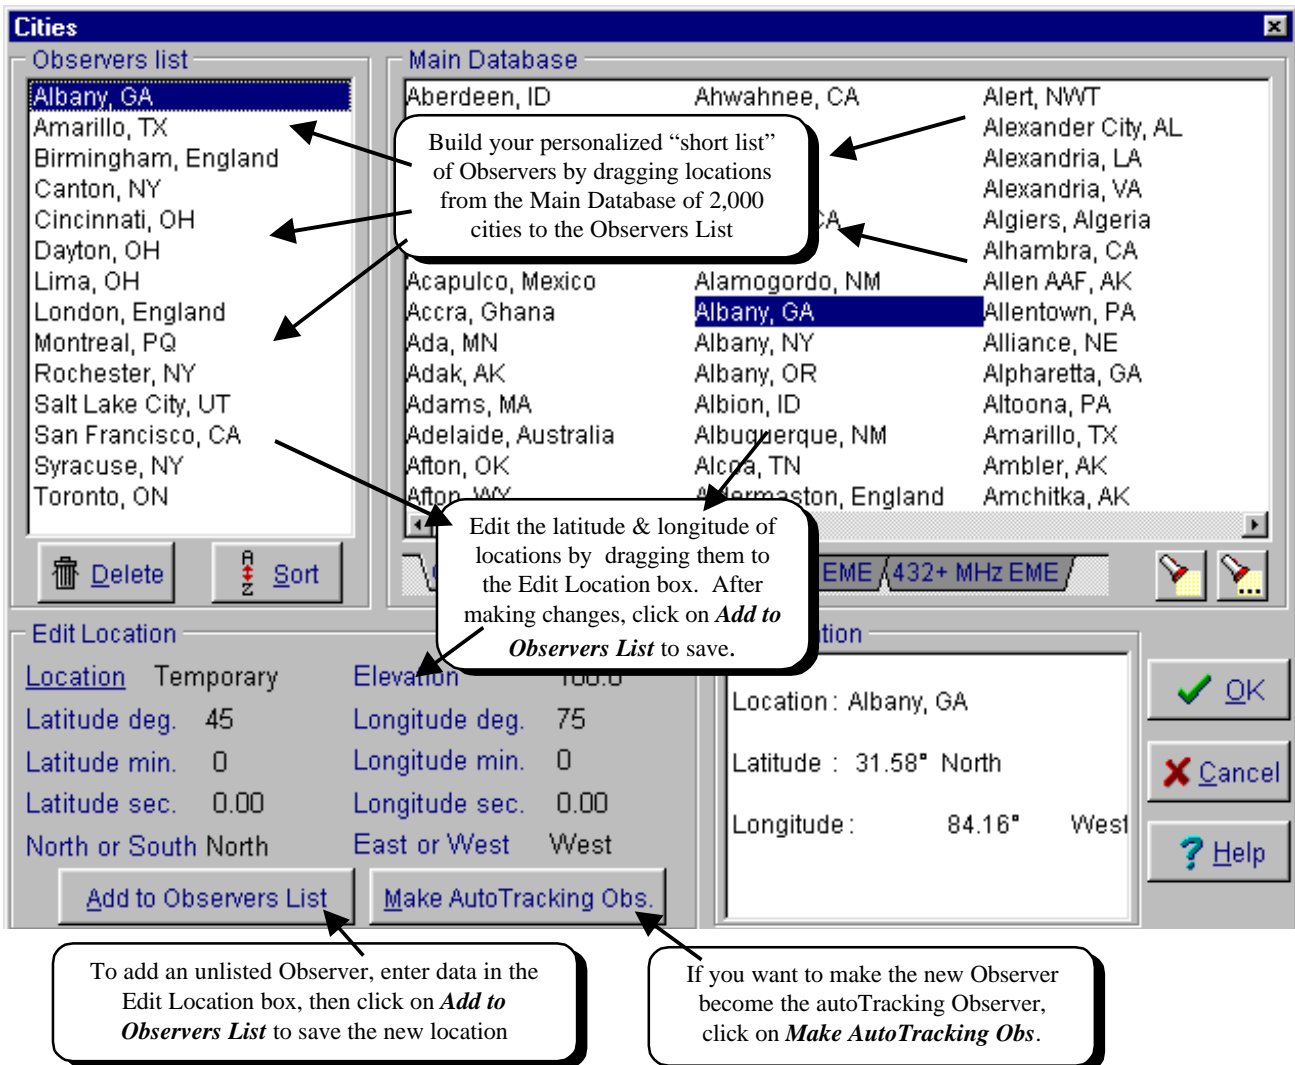 Cities
Observers list
Albany, GA
Amarillo, TX
Birmingham, England
Canton, NY
Cincinnati, OH
Dayton, OH
Lima, OH
London, England
Montreal, PQ
Rochester, NY
Salt Lake City, UT
San Francisco, CA
Syracuse, NY
Toronto, ON
Delete
A
Z
Sort
Main Database
Aberdeen, ID
Acapulco, Mexico
Accra, Ghana
Ada, MN
Adak, AK
Adams, MA
Adelaide, Australia
Afton, OK
Afton, WY
Ahwahnee, CA
CA
Alamogordo, NM
Albany, GA
Albany, NY
Albany, OR
Albion, ID
Albuquerque, NM
Alcoa, TN
Aldermaston, England
Alert, NWT
Alexander City, AL
Alexandria, LA
Alexandria, VA
Algiers, Algeria
Alhambra, CA
Allen AAF, AK
Allentown, PA
Alliance, NE
Alpharetta, GA
Altoona, PA
Amarillo, TX
Ambler, AK
Amchitka, AK
EME
432+ MHz EME
Build your personalized “short list”
of Observers by dragging locations
from the Main Database of 2,000
cities to the Observers List
Edit the latitude & longitude of
locations by dragging them to
the Edit Location box. After
making changes, click on Add to
Observers List to save.
Edit Location
Location Temporary
Elevation 100.0
Latitude deg. 45
Longitude deg. 75
Latitude min. 0
Longitude min. 0
Latitude sec. 0.00
Longitude sec. 0.00
North or South North
East or West West
Add to Observers List
Make AutoTracking Obs.
tion
Location : Albany, GA
Latitude : 31.58° North
Longitude : 84.16° West
OK
Cancel
? Help
To add an unlisted Observer, enter data in the
Edit Location box, then click on Add to
Observers List to save the new location
If you want to make the new Observer
become the autoTracking Observer,
click on Make AutoTracking Obs.